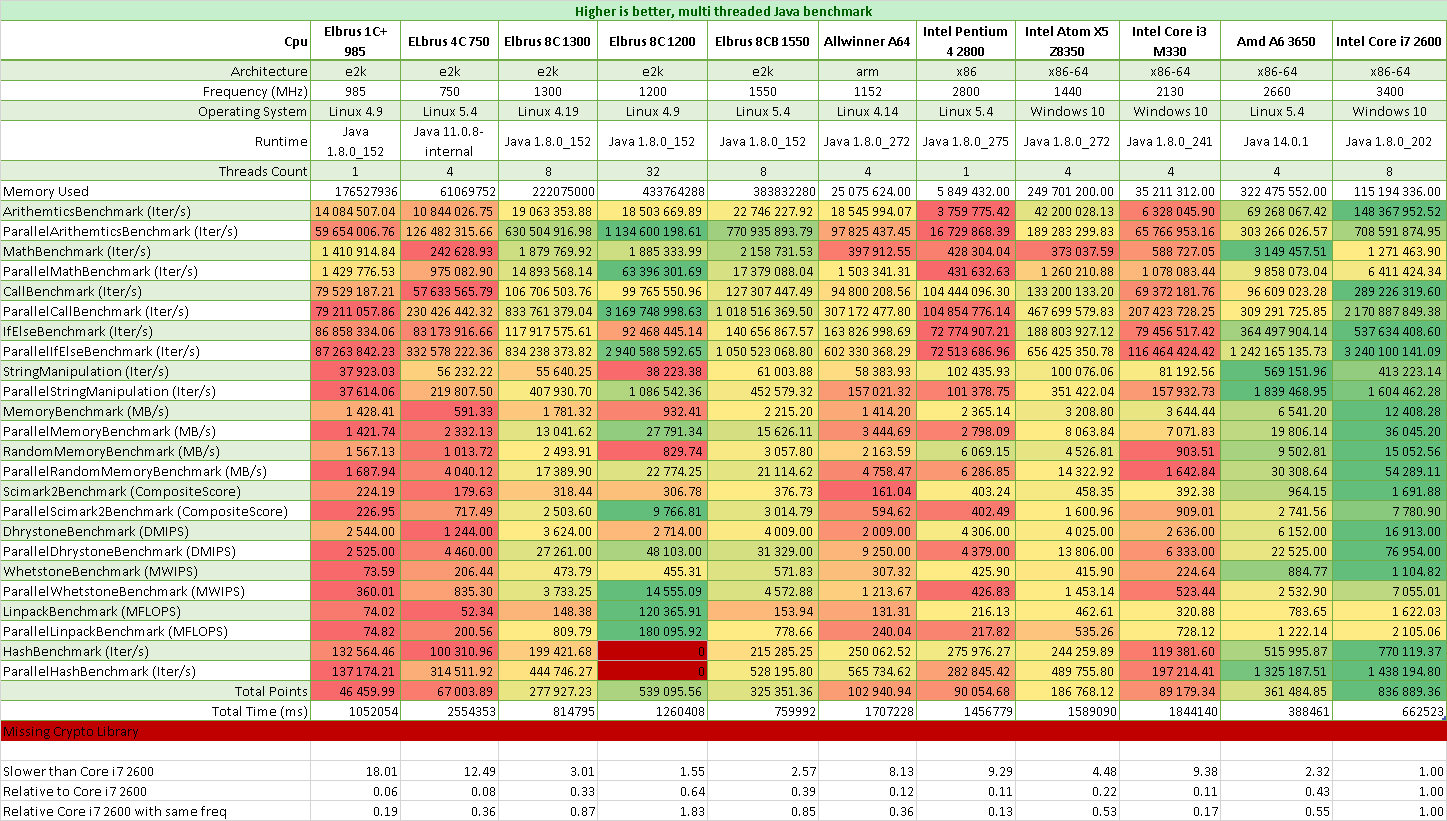 Higher is better, multi threaded Java benchmark
Cpu Elbrus 1C+ 985 ELbrus 4C 750 Elbrus 8C 1300 Elbrus 8C 1200 Elbrus 8CB 1550 Allwinner A64 Intel Pentium 4 2800 Intel Atom X5 Z8350 Intel Core i3 M330 Amd A6 3650 Intel Core i7 2600
Architecture e2k e2k e2k e2k e2k arm x86 x86-64 x86-64 x86-64 x86-64
Frequency (MHz) 985 750 1300 1200 1550 1152 2800 1440 2130 2660 3400
Operating System Linux 4.9 Linux 5.4 Linux 4.19 Linux 4.9 Linux 5.4 Linux 4.14 Linux 5.4 Windows 10 Windows 10 Linux 5.4 Windows 10
Runtime Java 1.8.0_152 Java 11.0.8-internal Java 1.8.0_152 Java 1.8.0_152 Java 1.8.0_152 Java 1.8.0_272 Java 1.8.0_275 Java 1.8.0_272 Java 1.8.0_241 Java 14.0.1 Java 1.8.0_202
Threads Count 1 4 8 32 8 4 1 4 4 4 8
Memory Used 176527936 61069752 222075000 433764288 383832280 25 075 624.00 5 849 432.00 249 701 200.00 35 211 312.00 322 475 552.00 115 194 336.00
ArithemticsBenchmark (Iter/s) 14 084 507.04 10 844 026.75 19 063 353.88 18 503 669.89 22 746 227.92 18 545 994.07 3 759 775.42 42 200 028.13 6 328 045.90 69 268 067.42 148 367 952.52
ParallelArithemticsBenchmark (Iter/s) 59 654 006.76 126 482 315.66 630 504 916.98 1 134 600 198.61 770 935 893.79 97 825 437.45 16 729 868.39 189 283 299.83 65 766 953.16 303 266 026.57 708 591 874.95
MathBenchmark (Iter/s) 1 410 914.84 242 628.93 1 879 769.92 1 885 333.99 2 158 731.53 397 912.55 428 304.04 373 037.59 588 727.05 3 149 457.51 1 271 463.90
ParallelMathBenchmark (Iter/s) 1 429 776.53 975 082.90 14 893 568.14 63 396 301.69 17 379 088.04 1 503 341.31 431 632.63 1 260 210.88 1 078 083.44 9 858 073.04 6 411 424.34
CallBenchmark (Iter/s) 79 529 187.21 57 633 565.79 106 706 503.76 99 765 550.96 127 307 447.49 94 800 208.56 104 444 096.30 133 200 133.20 69 372 181.76 96 609 023.28 289 226 319.60
ParallelCallBenchmark (Iter/s) 79 211 057.86 230 426 442.32 833 761 379.04 3 169 748 998.63 1 018 516 369.50 307 172 477.80 104 854 776.14 467 699 579.83 207 423 728.25 309 291 725.85 2 170 887 849.38
IfElseBenchmark (Iter/s) 86 858 334.06 83 173 916.66 117 917 575.61 92 468 445.14 140 656 867.57 163 826 998.69 72 774 907.21 188 803 927.12 79 456 517.42 364 497 904.14 537 634 408.60
ParallelIfElseBenchmark (Iter/s) 87 263 842.23 332 578 222.36 834 238 373.82 2 940 588 592.65 1 050 523 068.80 602 330 368.29 72 513 686.96 656 425 350.78 116 464 424.42 1 242 165 135.73 3 240 100 141.09
StringManipulation (Iter/s) 37 923.03 56 232.22 55 640.25 38 223.38 61 003.88 58 383.93 102 435.93 100 076.06 81 192.56 569 151.96 413 223.14
ParallelStringManipulation (Iter/s) 37 614.06 219 807.50 407 930.70 1 086 542.36 452 579.32 157 021.32 101 378.75 351 422.04 157 932.73 1 839 468.95 1 604 462.28
MemoryBenchmark (MB/s) 1 428.41 591.33 1 781.32 932.41 2 215.20 1 414.20 2 365.14 3 208.80 3 644.44 6 541.20 12 408.28
ParallelMemoryBenchmark (MB/s) 1 421.74 2 332.13 13 041.62 27 791.34 15 626.11 3 444.69 2 798.09 8 063.84 7 071.83 19 806.14 36 045.20
RandomMemoryBenchmark (MB/s) 1 567.13 1 013.72 2 493.91 829.74 3 057.80 2 163.59 6 069.15 4 526.81 903.51 9 502.81 15 052.56
ParallelRandomMemoryBenchmark (MB/s) 1 687.94 4 040.12 17 389.90 22 774.25 21 114.62 4 758.47 6 286.85 14 322.92 1 642.84 30 308.64 54 289.11
Scimark2Benchmark (CompositeScore) 224.19 179.63 318.44 306.78 376.73 161.04 403.24 458.35 392.38 964.15 1 691.88
ParallelScimark2Benchmark (CompositeScore) 226.95 717.49 2 503.60 9 766.81 3 014.79 594.62 402.49 1 600.96 909.01 2 741.56 7 780.90
DhrystoneBenchmark (DMIPS) 2 544.00 1 244.00 3 624.00 2 714.00 4 009.00 2 009.00 4 306.00 4 025.00 2 636.00 6 152.00 16 913.00
ParallelDhrystoneBenchmark (DMIPS) 2 525.00 4 460.00 27 261.00 48 103.00 31 329.00 9 250.00 4 379.00 13 806.00 6 333.00 22 525.00 76 954.00
WhetstoneBenchmark (MWIPS) 73.59 206.44 473.79 455.31 571.83 307.32 425.90 415.90 224.64 884.77 1 104.82
ParallelWhetstoneBenchmark (MWIPS) 360.01 835.30 3 733.25 14 555.09 4 572.88 1 213.67 426.83 1 453.14 523.44 2 532.90 7 055.01
LinpackBenchmark (MFLOPS) 74.02 52.34 148.38 120 365.91 153.94 131.31 216.13 462.61 320.88 783.65 1 622.03
ParallelLinpackBenchmark (MFLOPS) 74.82 200.56 809.79 180 095.92 778.66 240.04 217.82 535.26 728.12 1 222.14 2 105.06
HashBenchmark (Iter/s) 132 564.46 100 310.96 199 421.68 0 215 285.25 250 062.52 275 976.27 244 259.89 119 381.60 515 995.87 770 119.37
ParallelHashBenchmark (Iter/s) 137 174.21 314 511.92 444 746.27 0 528 195.80 565 734.62 282 845.42 489 755.80 197 214.41 1 325 187.51 1 438 194.80
Total Points 46 459.99 67 003.89 277 927.23 539 095.56 325 351.36 102 940.94 90 054.68 186 768.12 89 179.34 361 484.85 836 889.36
Total Time (ms) 1052054 2554353 814795 1260408 759992 1707228 1456779 1589090 1844140 388461 662523
Missing Crypto Library
Slower than Core i7 2600 18.01 12.49 3.01 1.55 2.57 8.13 9.29 4.48 9.38 2.32 1.00
Relative to Core i7 2600 0.06 0.08 0.33 0.64 0.39 0.12 0.11 0.22 0.11 0.43 1.00
Relative Core i7 2600 with same freq 0.19 0.36 0.87 1.83 0.85 0.36 0.13 0.53 0.17 0.55 1.00